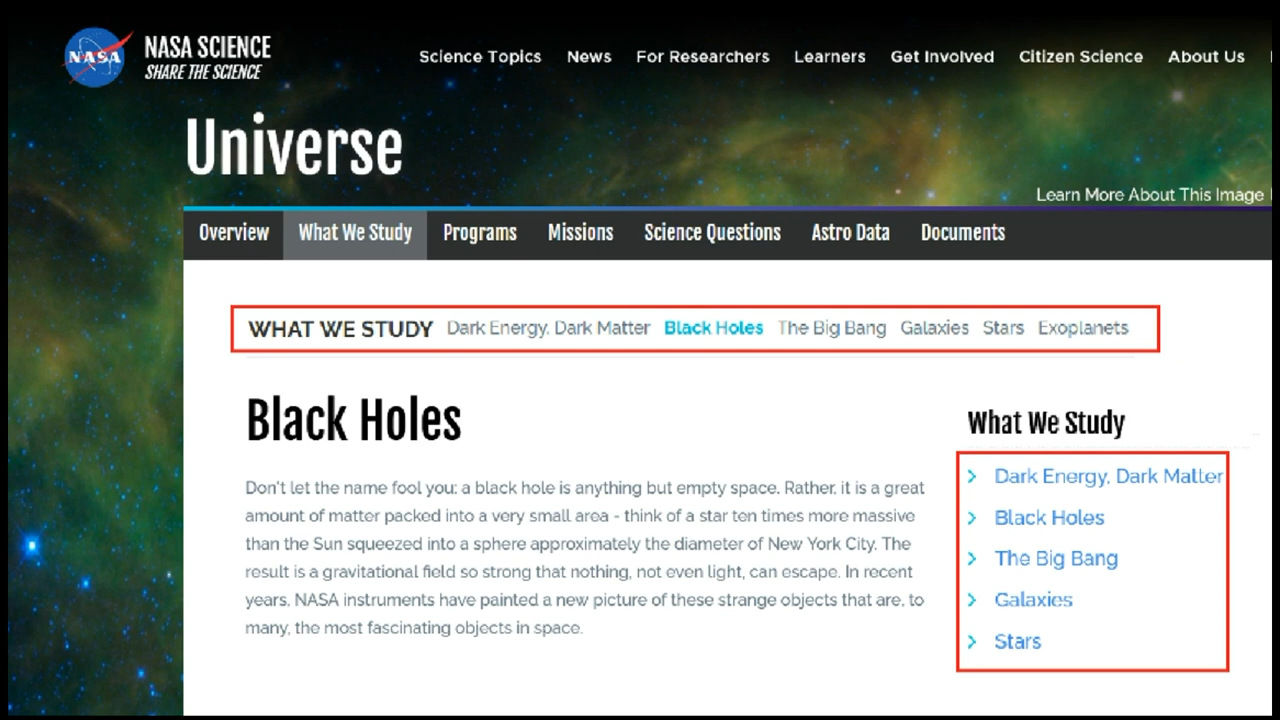 NASA
NASA SCIENCE
SHARE THE SCIENCE
Science Topics News For Researchers Learners Get Involved Citizen Science About Us
Universe
Learn More About This Image
Overview What We Study Programs Missions Science Questions Astro Data Documents
WHAT WE STUDY Dark Energy, Dark Matter Black Holes The Big Bang Galaxies Stars Exoplanets
Black Holes
Don't let the name fool you: a black hole is anything but empty space. Rather, it is a great
amount of matter packed into a very small area - think of a star ten times more massive
than the Sun squeezed into a sphere approximately the diameter of New York City. The
result is a gravitational field so strong that nothing, not even light, can escape. In recent
years, NASA instruments have painted a new picture of these strange objects that are, to
many, the most fascinating objects in space.
What We Study
Dark Energy, Dark Matter
Black Holes
The Big Bang
Galaxies
Stars